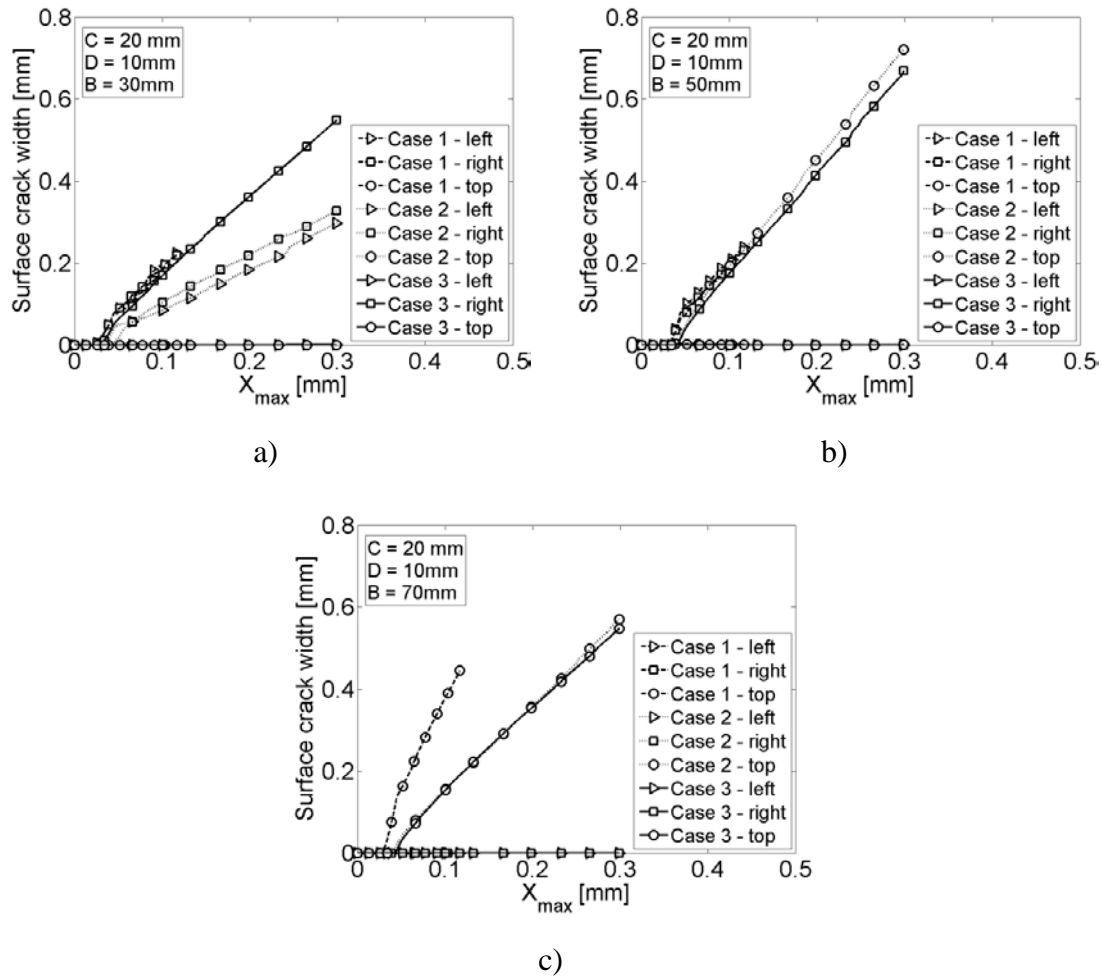 0.8
C = 20 mm
D = 10mm
B = 30mm
0.6
0.4
0.2
0
Surface crack width [mm]
Case 1 - left
Case 1 - right
Case 1 - top
Case 2 - left
Case 2 - right
Case 2 - top
Case 3 - left
Case 3 - right
Case 3 - top
0 0.1 0.2 0.3 0.4 0.5
Xmax [mm]
a)
0.8
C = 20 mm
D = 10mm
B = 50mm
0.6
0.4
0.2
0
Surface crack width [mm]
Case 1 - left
Case 1 - right
Case 1 - top
Case 2 - left
Case 2 - right
Case 2 - top
Case 3 - left
Case 3 - right
Case 3 - top
0 0.1 0.2 0.3 0.4 0.5
Xmax [mm]
b)
0.8
C = 20 mm
D = 10mm
B = 70mm
0.6
0.4
0.2
0
Surface crack width [mm]
Case 1 - left
Case 1 - right
Case 1 - top
Case 2 - left
Case 2 - right
Case 2 - top
Case 3 - left
Case 3 - right
Case 3 - top
0 0.1 0.2 0.3 0.4 0.5
Xmax [mm]
c)